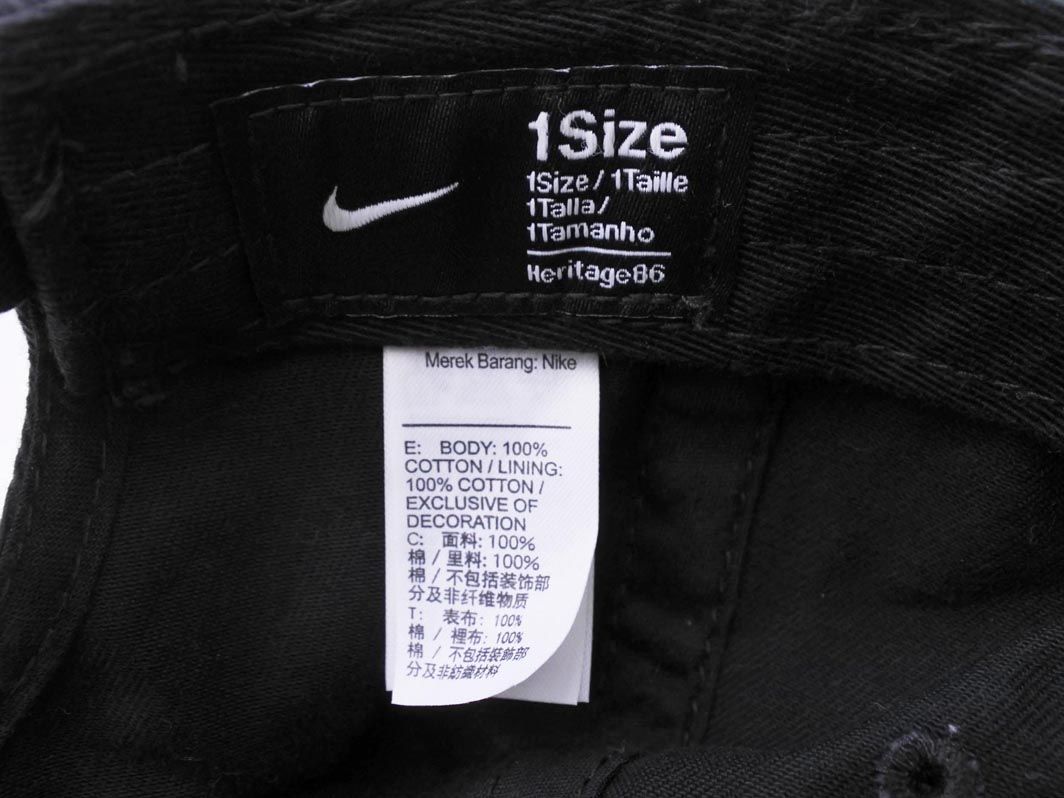 1Size
1Size / 1Taille
1Talla/
1Tamanho
Heritage86
Merek Barang: Nike
E: BODY: 100%
COTTON / LINING:
100% COTTON /
EXCLUSIVE OF
DECORATION
C: 面料: 100%
棉 / 里料: 100%
棉 / 不包括装饰部
分及非纤维物质
T: 表布: 100%
棉 / 裡布: 100%
棉 / 不包括裝飾部
分及非紡織材料